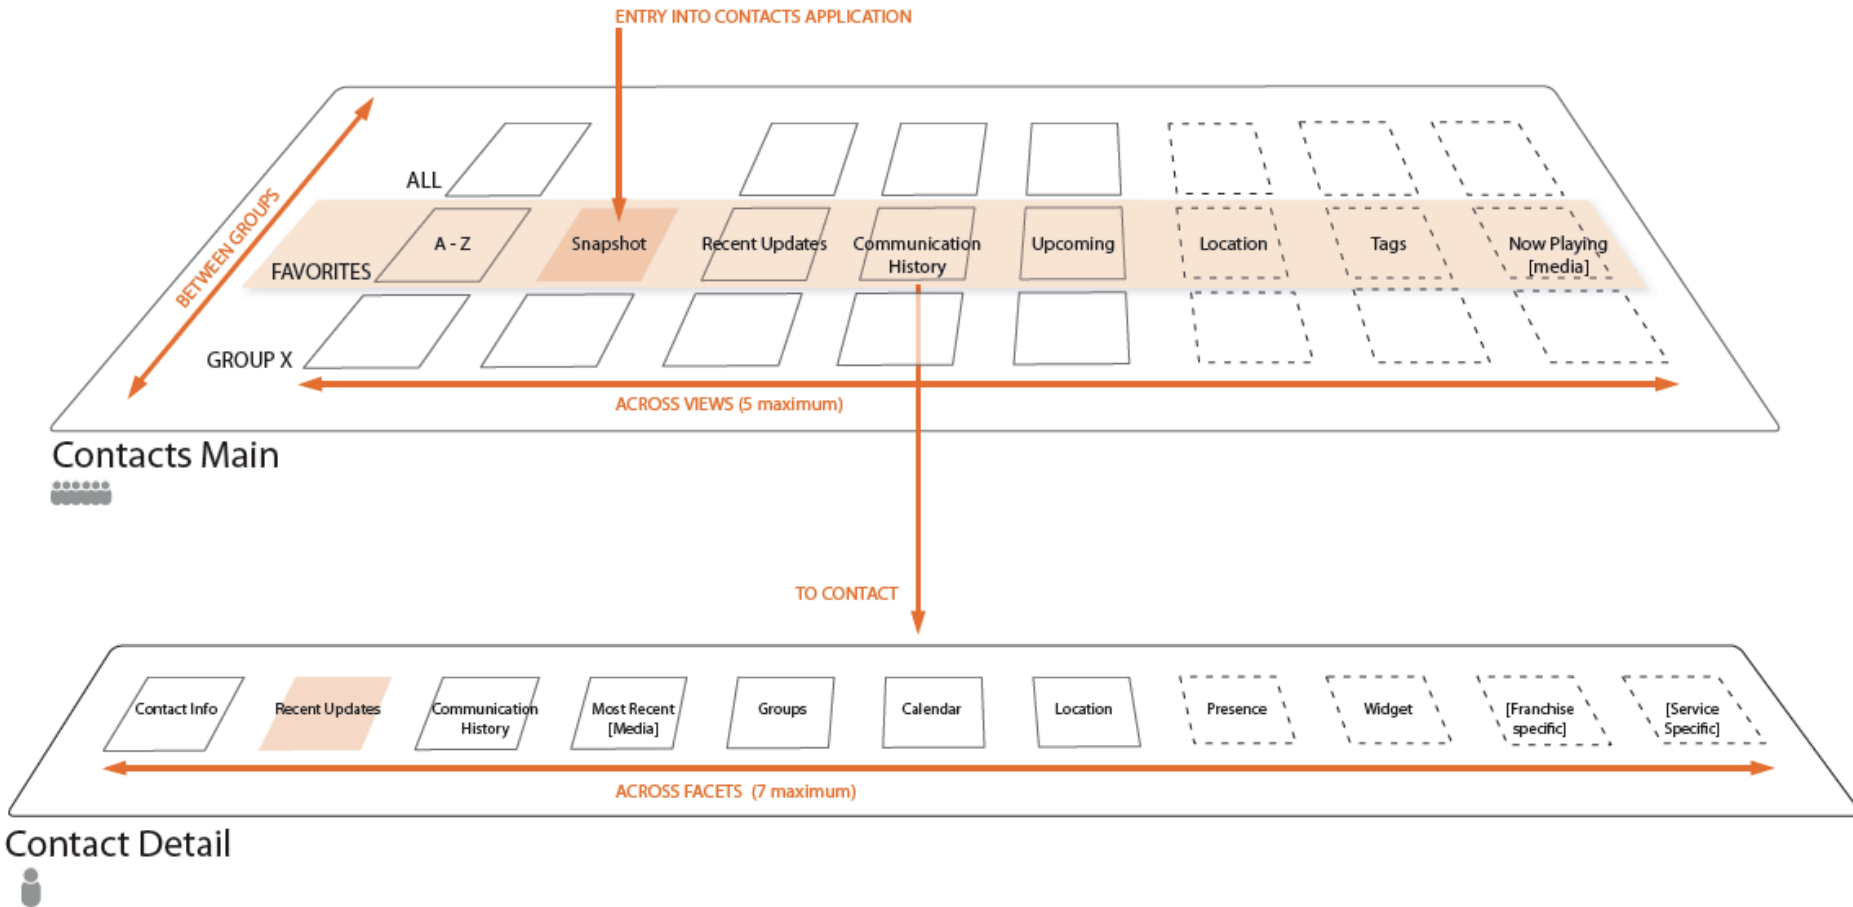 ENTRY INTO CONTACTS APPLICATION
BETWEEN GROUPS
ALL
FAVORITES
A - Z
Snapshot
Recent Updates
Communication
History
Upcoming
Location
Tags
Now Playing
[media]
GROUP X
ACROSS VIEWS (5 maximum)
Contacts Main
TO CONTACT
Contact Info
Recent Updates
Communication
History
Most Recent
[Media]
Groups
Calendar
Location
Presence
Widget
[Franchise
specific]
[Service
Specific]
ACROSS FACETS (7 maximum)
Contact Detail